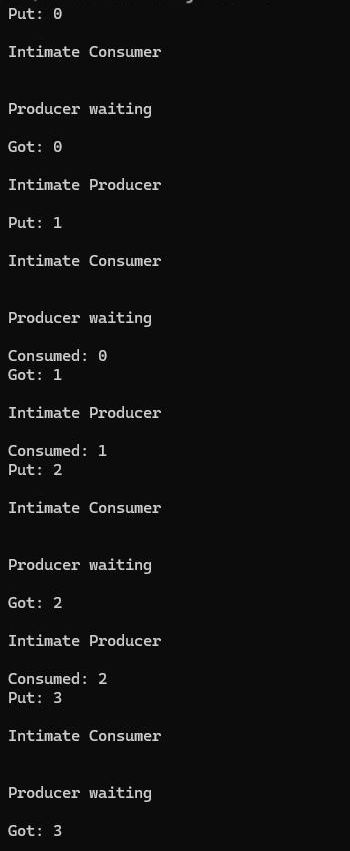 Put: 0
Intimate Consumer
Producer waiting
Got: 0
Intimate Producer
Put: 1
Intimate Consumer
Producer waiting
Consumed: 0
Got: 1
Intimate Producer
Consumed: 1
Put: 2
Intimate Consumer
Producer waiting
Got: 2
Intimate Producer
Consumed: 2
Put: 3
Intimate Consumer
Producer waiting
Got: 3